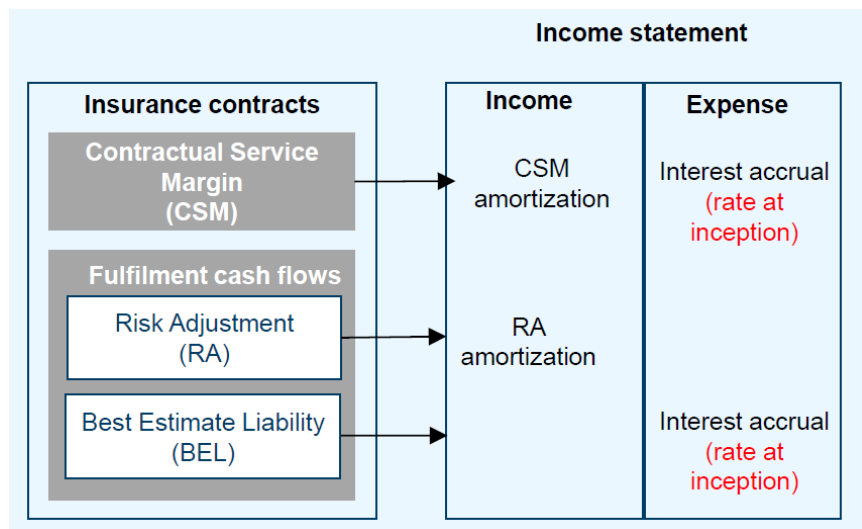 Income statement
Insurance contracts
Income
Expense
Contractual Service
Margin
(CSM)
CSM
amortization
Interest accrual
(rate at
inception)
Fulfilment cash flows
Risk Adjustment
(RA)
RA
amortization
Best Estimate Liability
(BEL)
Interest accrual
(rate at
inception)